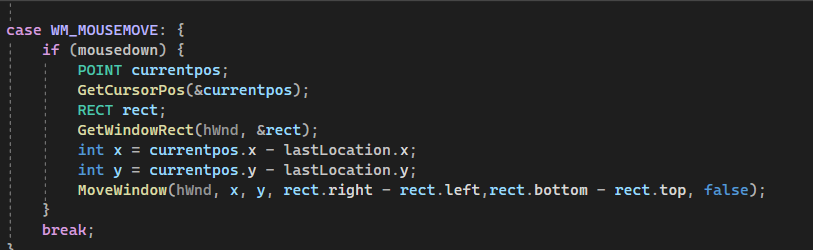 case WM_MOUSEMOVE: {
if (mousedown) {
POINT currentpos;
GetCursorPos(&currentpos);
RECT rect;
GetWindowRect(hWnd, &rect);
int x = currentpos.x - lastLocation.x;
int y = currentpos.y - lastLocation.y;
MoveWindow(hWnd, x, y, rect.right - rect.left,rect.bottom - rect.top, false);
}
break;
}